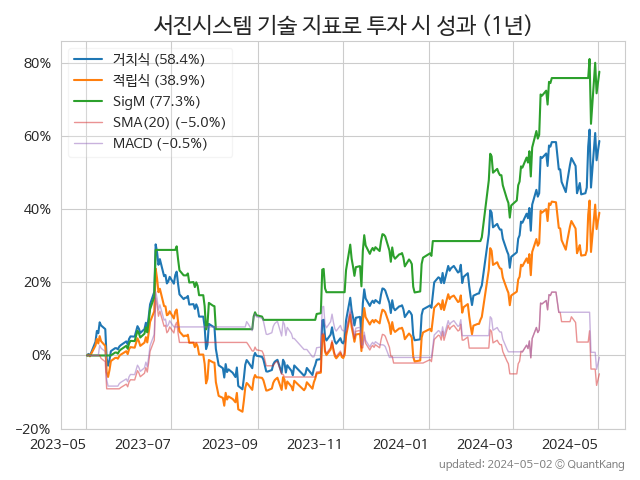 서진시스템 기술 지표로 투자 시 성과 (1년)
거치식 (58.4%)
적립식 (38.9%)
SigM (77.3%)
SMA(20) (−5.0%)
MACD (−0.5%)
80%
60%
40%
20%
0%
−20%
2023-05 2023-07 2023-09 2023-11 2024-01 2024-03 2024-05
updated: 2024-05-02 © QuantKang